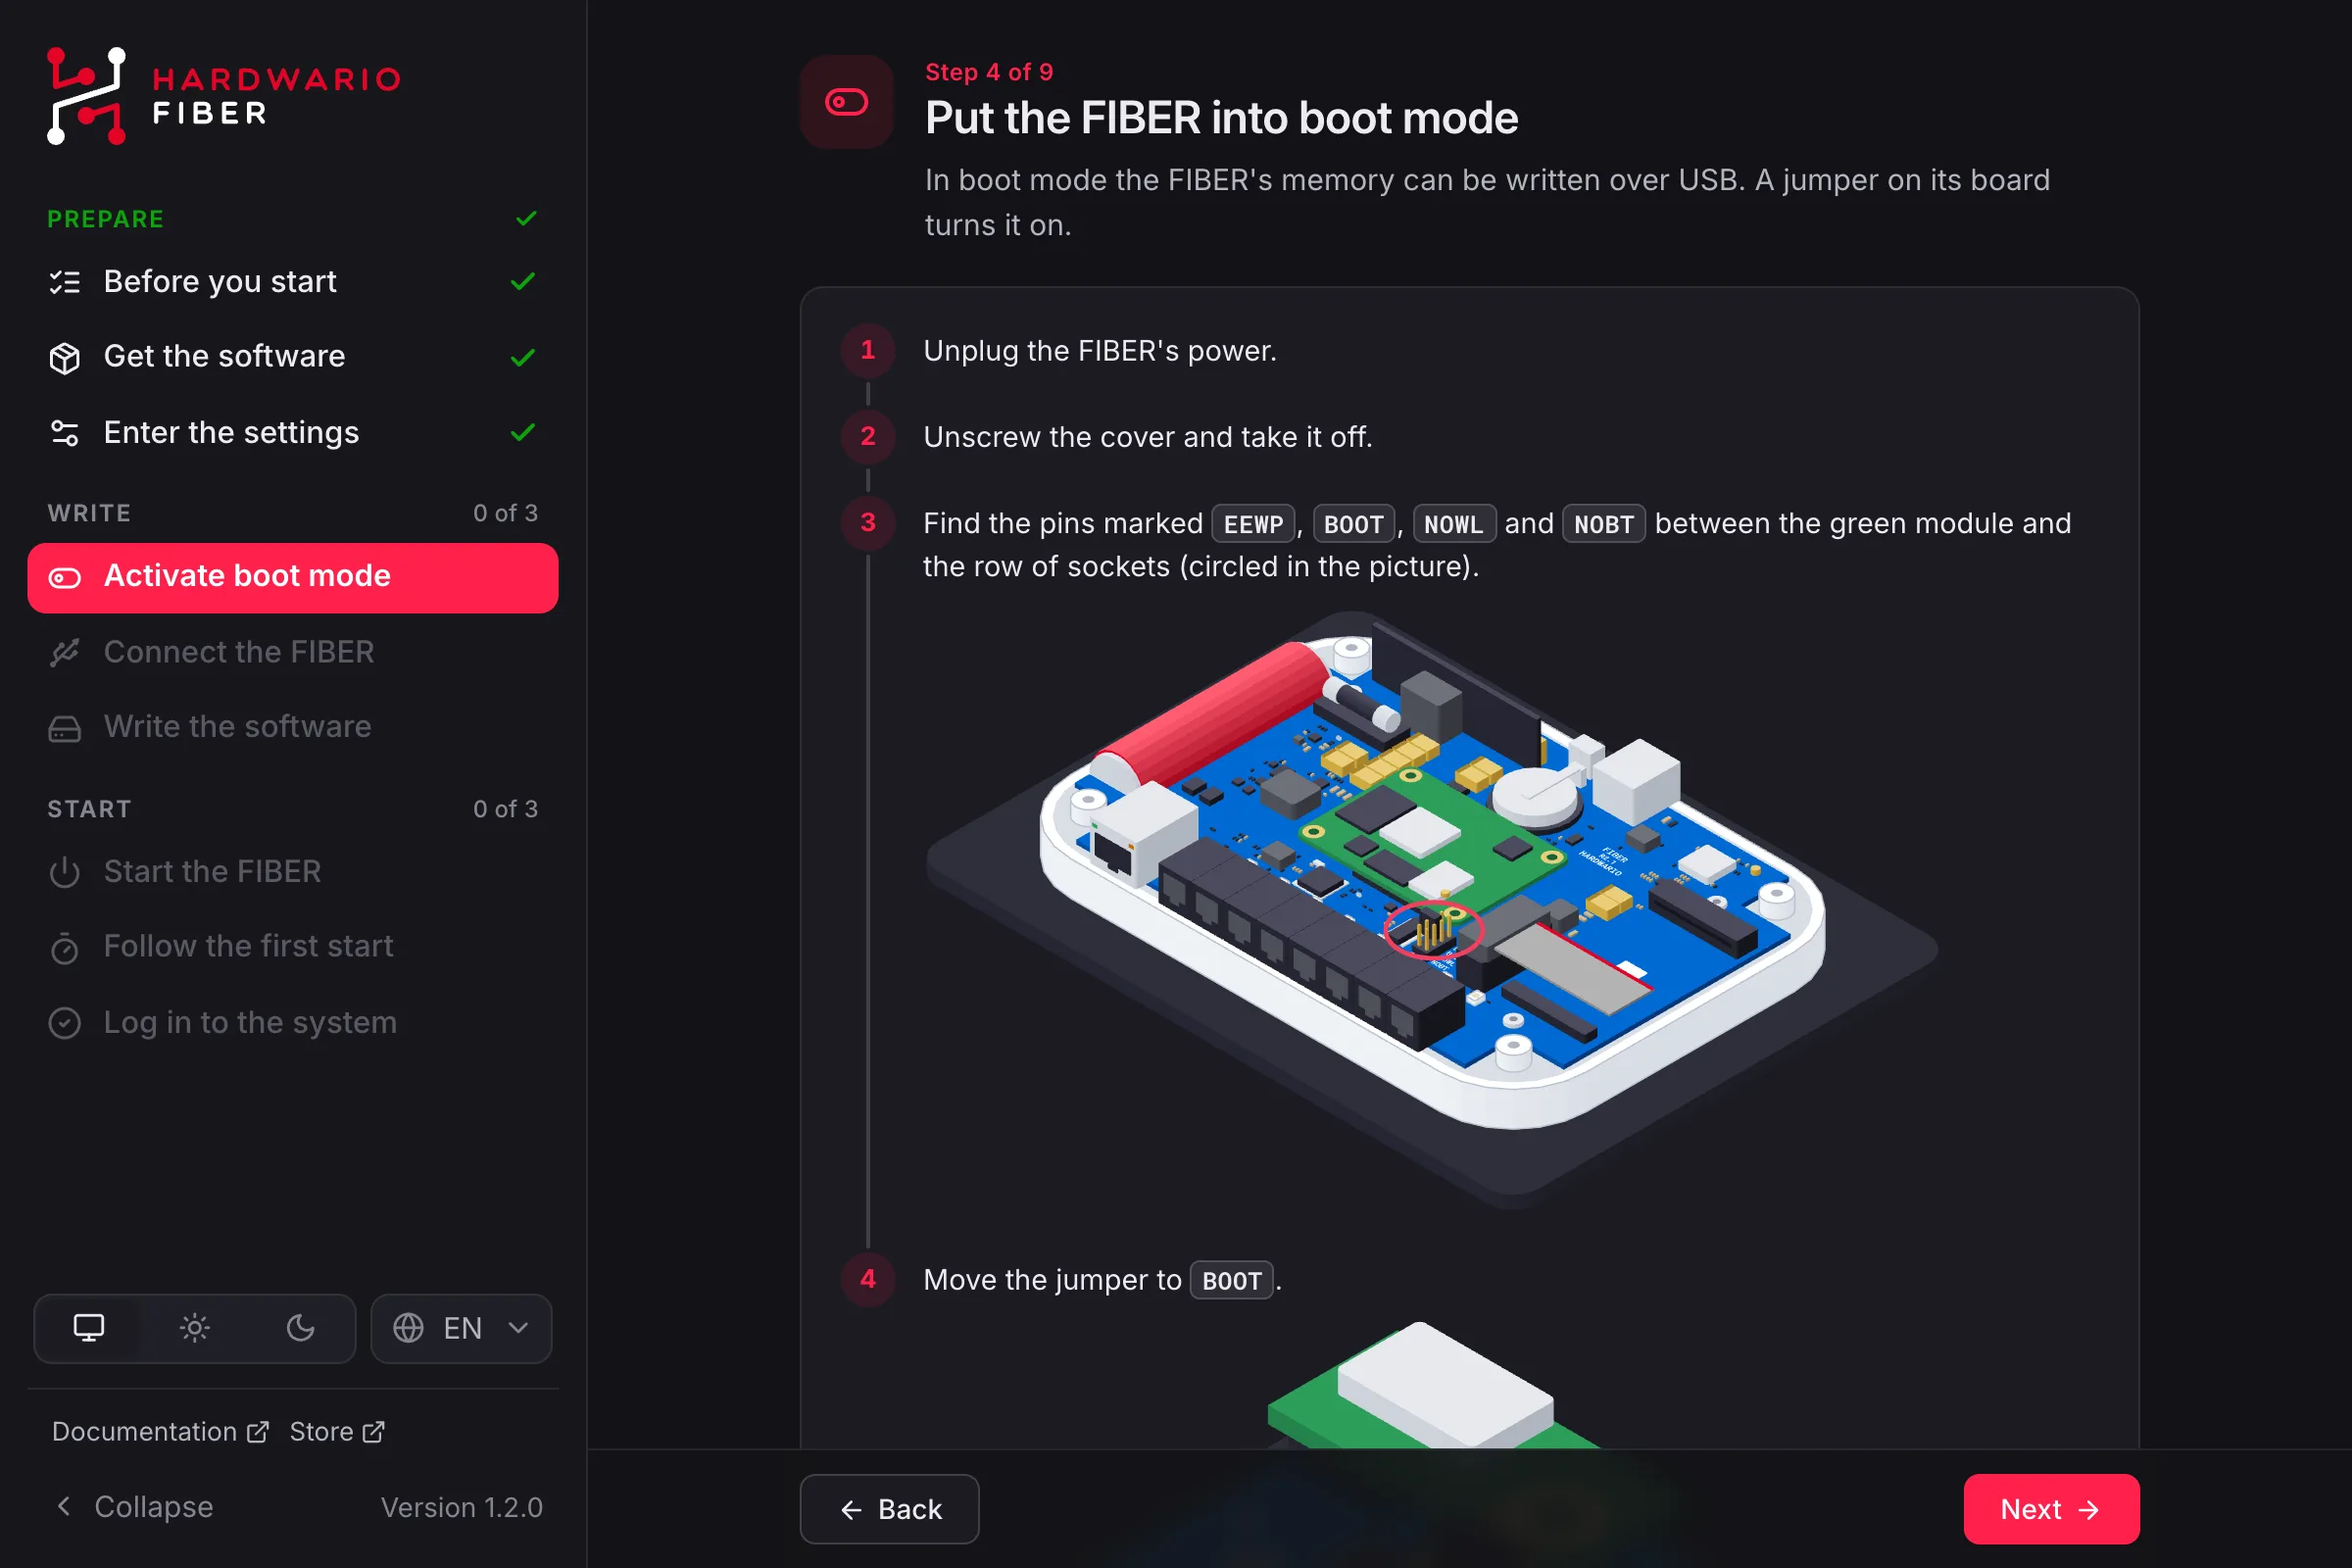 HARDWARIO
FIBER
PREPARE
Before you start
Get the software
Enter the settings
WRITE 0 of 3
Activate boot mode
Connect the FIBER
Write the software
START 0 of 3
Start the FIBER
Follow the first start
Log in to the system
EN
Documentation Store
Collapse Version 1.2.0
Step 4 of 9
Put the FIBER into boot mode
In boot mode the FIBER's memory can be written over USB. A jumper on its board
turns it on.
1 Unplug the FIBER's power.
2 Unscrew the cover and take it off.
3 Find the pins marked EEWP, BOOT, NOWL and NOBT between the green module and
the row of sockets (circled in the picture).
FIBER
HARDWARIO
4 Move the jumper to BOOT.
Back Next